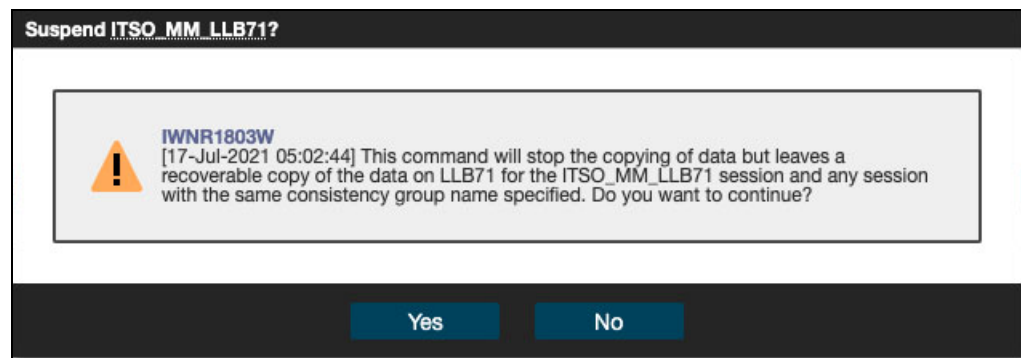 Suspend ITSO_MM_LLB71?
IWNR1803W
[17-Jul-2021 05:02:44] This command will stop the copying of data but leaves a
recoverable copy of the data on LLB71 for the ITSO_MM_LLB71 session and any session
with the same consistency group name specified. Do you want to continue?
Yes No